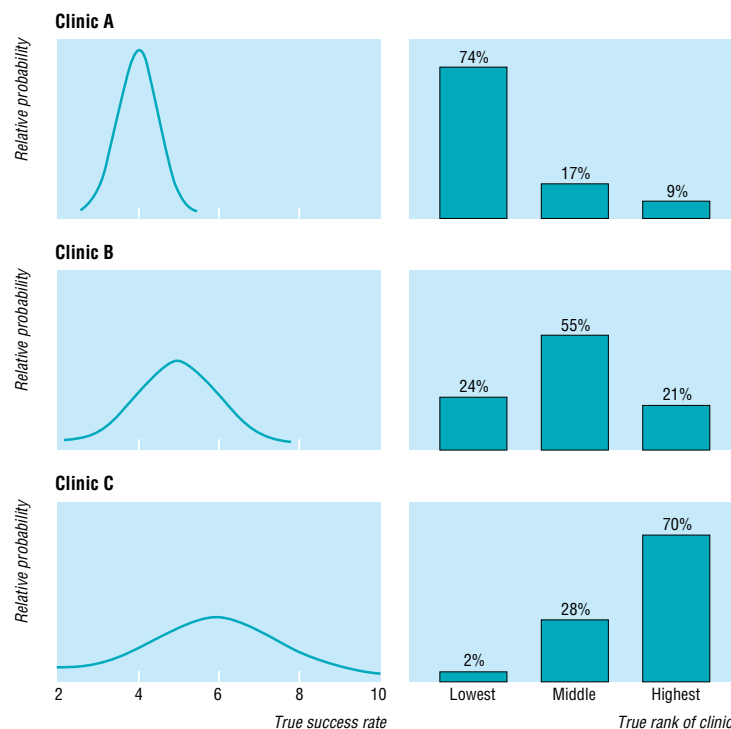 Clinic A
Relative probability
74%
17%
9%
Clinic B
Relative probability
24%
55%
21%
Clinic C
Relative probability
2%
28%
70%
2 4 6 8 10
Lowest Middle Highest
True success rate
True rank of clinic